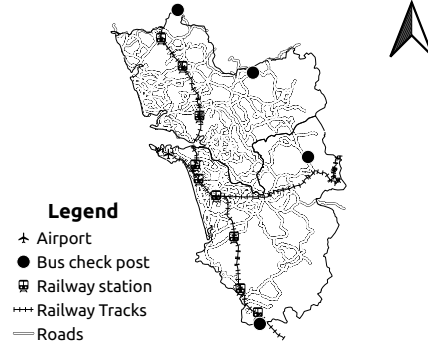 Legend
Airport
Bus check post
Railway station
Railway Tracks
Roads